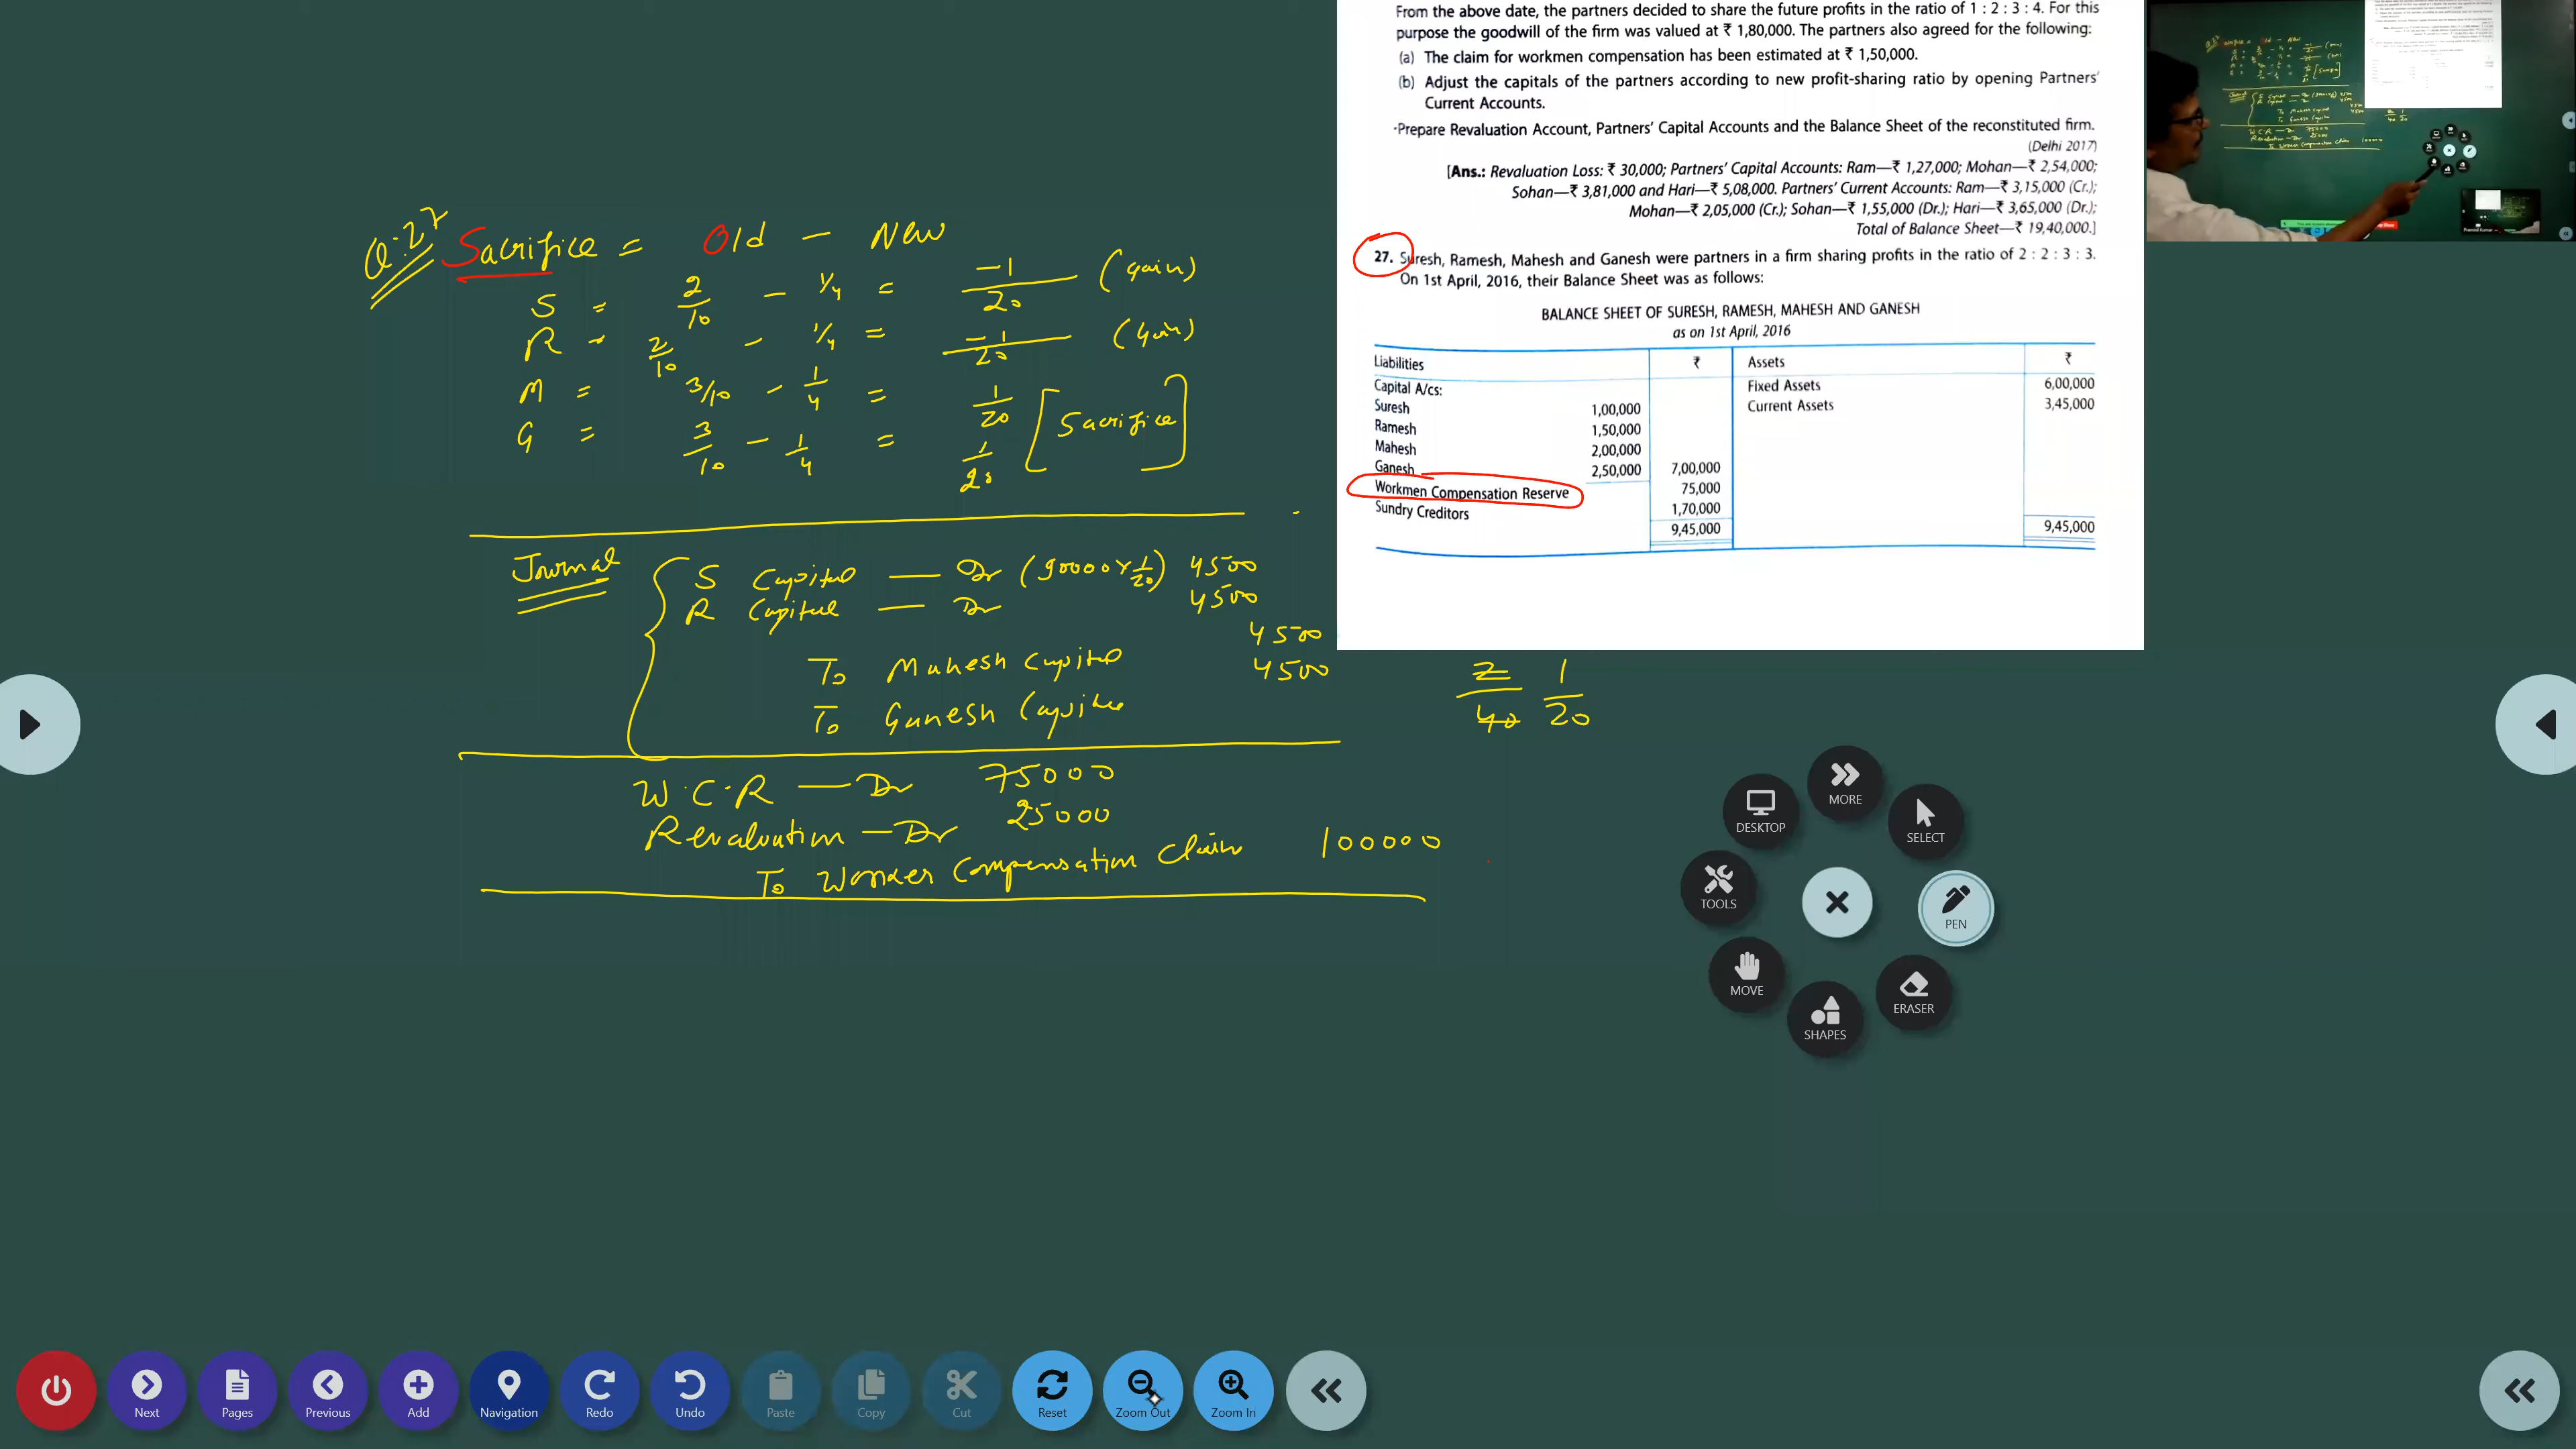 Q.27 Sacrifice = Old - New
S = 2/10 - 1/4 = -1/20 (gain)
R - 2/10 - 1/4 = -1/20 (gain)
M = 3/10 - 1/4 = 1/20
G = 3/10 - 1/4 = 1/20 [Sacrifice]
Journal
S Capital — Dr (90000 × 1/20) 4500
R Capital — Dr 4500
4500
To Mahesh Capital 4500
To Ganesh Capital
2/40 1/20
W.C.R — Dr 75000
Revaluation — Dr 25000
To Worker Compensation Claim 100000
From the above date, the partners decided to share the future profits in the ratio of 1 : 2 : 3 : 4. For this
purpose the goodwill of the firm was valued at ₹ 1,80,000. The partners also agreed for the following:
(a) The claim for workmen compensation has been estimated at ₹ 1,50,000.
(b) Adjust the capitals of the partners according to new profit-sharing ratio by opening Partners'
Current Accounts.
Prepare Revaluation Account, Partners' Capital Accounts and the Balance Sheet of the reconstituted firm.
(Delhi 2017)
[Ans.: Revaluation Loss: ₹ 30,000; Partners' Capital Accounts: Ram—₹ 1,27,000; Mohan—₹ 2,54,000;
Sohan—₹ 3,81,000 and Hari—₹ 5,08,000. Partners' Current Accounts: Ram—₹ 3,15,000 (Cr.);
Mohan—₹ 2,05,000 (Cr.); Sohan—₹ 1,55,000 (Dr.); Hari—₹ 3,65,000 (Dr.);
Total of Balance Sheet—₹ 19,40,000.]
27. Suresh, Ramesh, Mahesh and Ganesh were partners in a firm sharing profits in the ratio of 2 : 2 : 3 : 3.
On 1st April, 2016, their Balance Sheet was as follows:
BALANCE SHEET OF SURESH, RAMESH, MAHESH AND GANESH
as on 1st April, 2016
Liabilities ₹ Assets ₹
Capital A/cs: Fixed Assets 6,00,000
Suresh 1,00,000 Current Assets 3,45,000
Ramesh 1,50,000
Mahesh 2,00,000
Ganesh 2,50,000 7,00,000
Workmen Compensation Reserve 75,000
Sundry Creditors 1,70,000
9,45,000 9,45,000
MORE
DESKTOP
SELECT
TOOLS
PEN
MOVE
ERASER
SHAPES
Next
Pages
Previous
Add
Navigation
Redo
Undo
Paste
Copy
Cut
Reset
Zoom Out
Zoom In